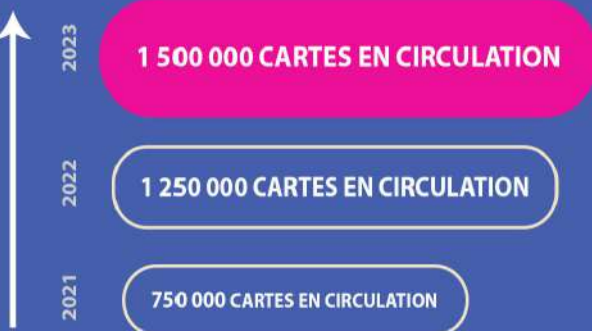 2023
1 500 000 CARTES EN CIRCULATION
2022
1 250 000 CARTES EN CIRCULATION
2021
750 000 CARTES EN CIRCULATION